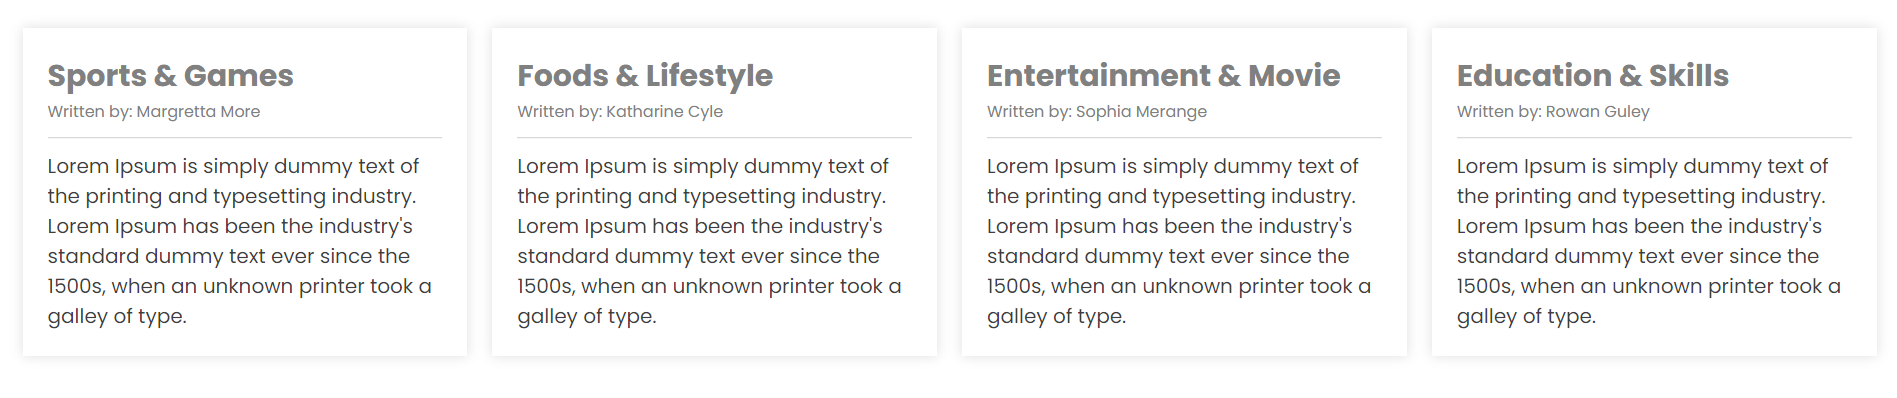 Sports & Games
Written by: Margretta More
Lorem Ipsum is simply dummy text of
the printing and typesetting industry.
Lorem Ipsum has been the industry's
standard dummy text ever since the
1500s, when an unknown printer took a
galley of type.
Foods & Lifestyle
Written by: Katharine Cyle
Lorem Ipsum is simply dummy text of
the printing and typesetting industry.
Lorem Ipsum has been the industry's
standard dummy text ever since the
1500s, when an unknown printer took a
galley of type.
Entertainment & Movie
Written by: Sophia Merange
Lorem Ipsum is simply dummy text of
the printing and typesetting industry.
Lorem Ipsum has been the industry's
standard dummy text ever since the
1500s, when an unknown printer took a
galley of type.
Education & Skills
Written by: Rowan Guley
Lorem Ipsum is simply dummy text of
the printing and typesetting industry.
Lorem Ipsum has been the industry's
standard dummy text ever since the
1500s, when an unknown printer took a
galley of type.